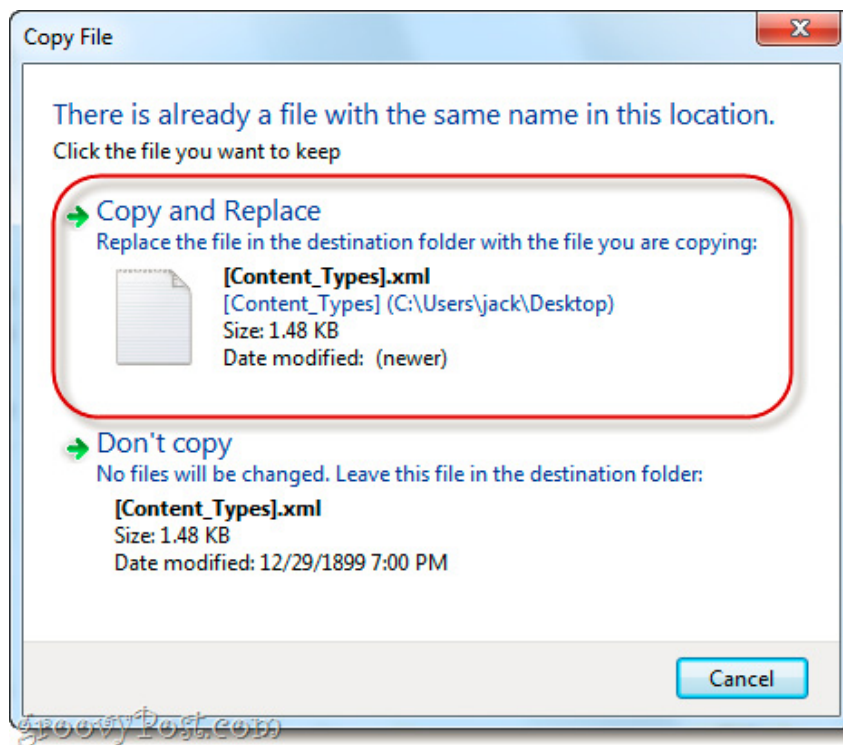 Copy File
There is already a file with the same name in this location.
Click the file you want to keep
Copy and Replace
Replace the file in the destination folder with the file you are copying:
[Content_Types].xml
[Content_Types] (C:\Users\jack\Desktop)
Size: 1.48 KB
Date modified:  (newer)
Don't copy
No files will be changed. Leave this file in the destination folder:
[Content_Types].xml
Size: 1.48 KB
Date modified: 12/29/1899 7:00 PM
Cancel
groovyPost.com